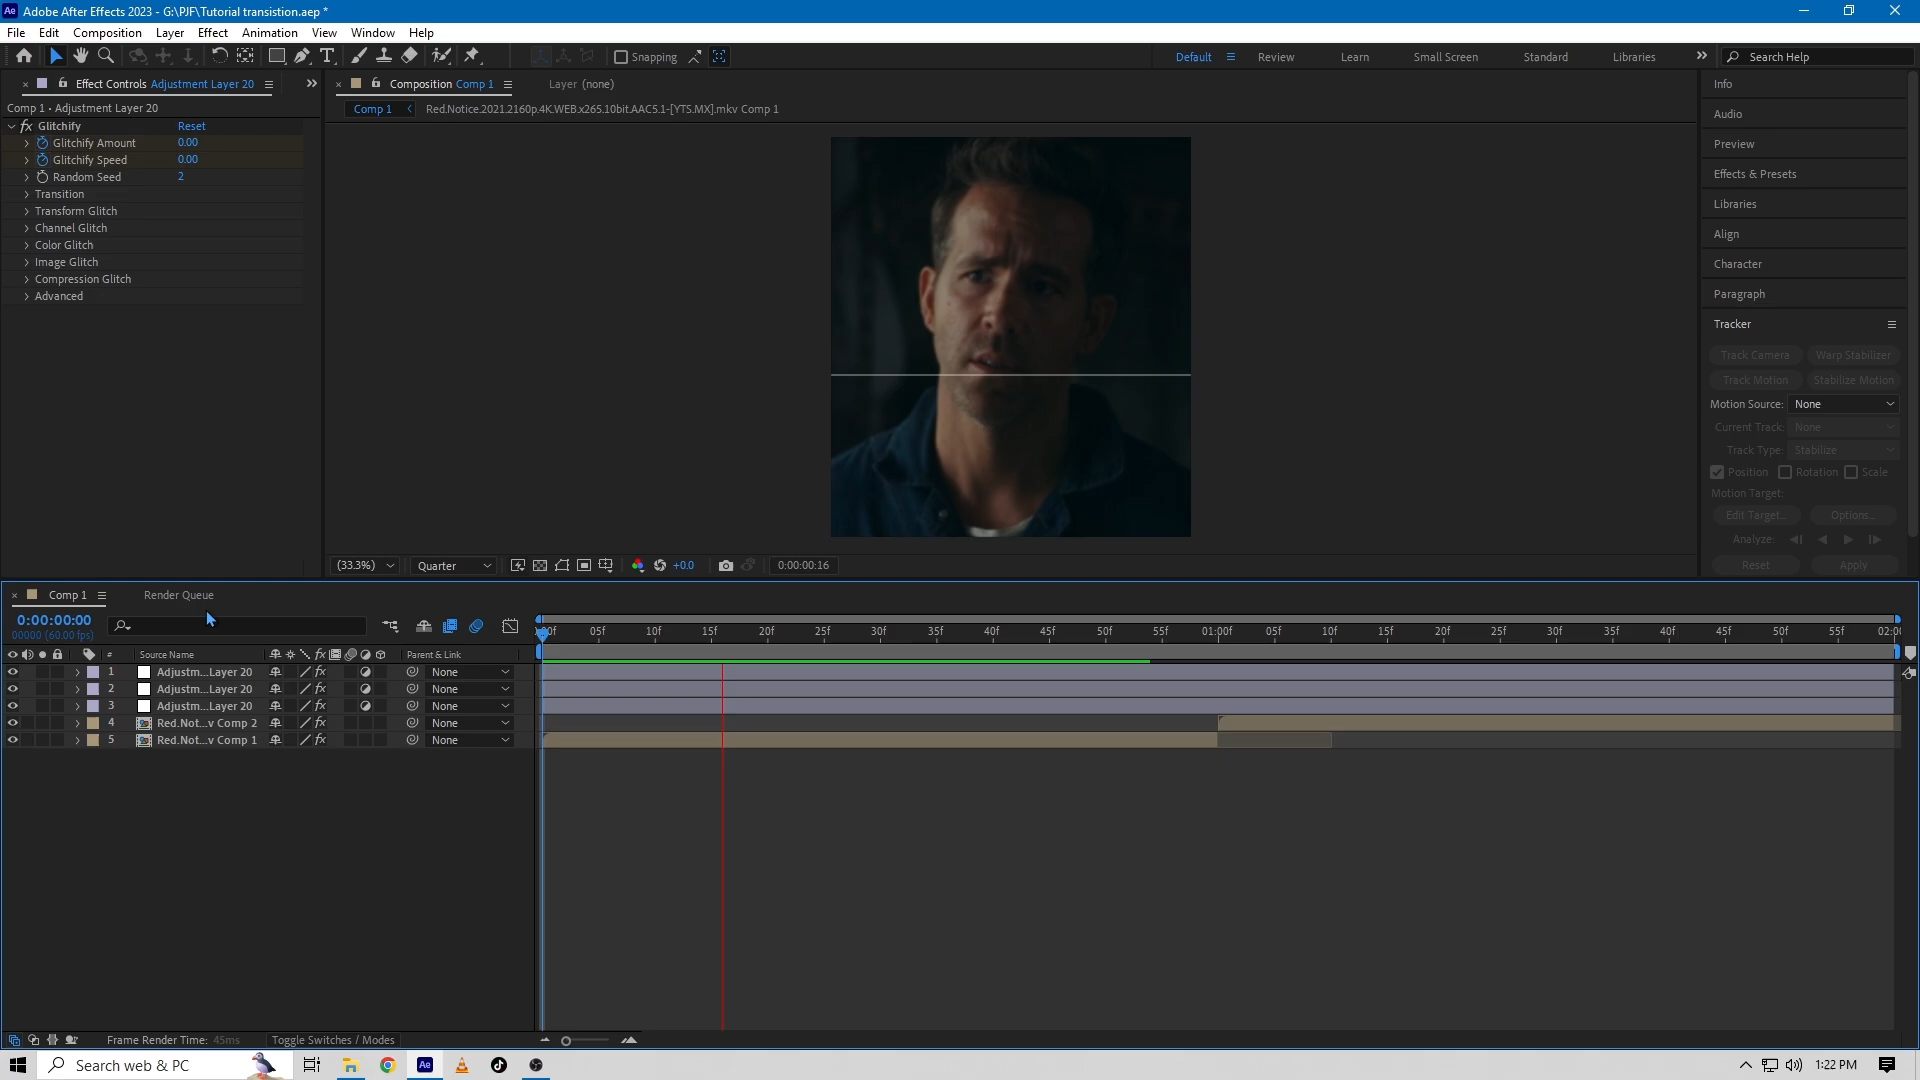 Ae Adobe After Effects 2023 - G:\PJF\Tutorial transistion.aep *
File Edit Composition Layer Effect Animation View Window Help
Snapping Default Review Learn Small Screen Standard Libraries Search Help
Effect Controls Adjustment Layer 20
Composition Comp 1 Layer (none)
Comp 1 • Adjustment Layer 20
Comp 1 Red.Notice.2021.2160p.4K.WEB.x265.10bit.AAC5.1-[YTS.MX].mkv Comp 1
fx Glitchify Reset
Glitchify Amount 0.00
Glitchify Speed 0.00
Random Seed 2
Transition
Transform Glitch
Channel Glitch
Color Glitch
Image Glitch
Compression Glitch
Advanced
Info
Audio
Preview
Effects & Presets
Libraries
Align
Character
Paragraph
Tracker
Track Camera Warp Stabilizer
Track Motion Stabilize Motion
Motion Source: None
Current Track: None
Track Type: Stabilize
Position Rotation Scale
Motion Target:
Edit Target... Options...
Analyze:
Reset Apply
(33.3%) Quarter +0.0 0:00:00:16
Comp 1 Render Queue
0:00:00:00
00000 (60.00 fps)
05f 10f 15f 20f 25f 30f 35f 40f 45f 50f 55f 01:00f 05f 10f 15f 20f 25f 30f 35f 40f 45f 50f 55f
# Source Name fx Parent & Link
1 Adjustm...Layer 20 fx None
2 Adjustm...Layer 20 fx None
3 Adjustm...Layer 20 fx None
4 Red.Not...v Comp 2 fx None
5 Red.Not...v Comp 1 fx None
Frame Render Time: 45ms Toggle Switches / Modes
Search web & PC Ae 1:22 PM